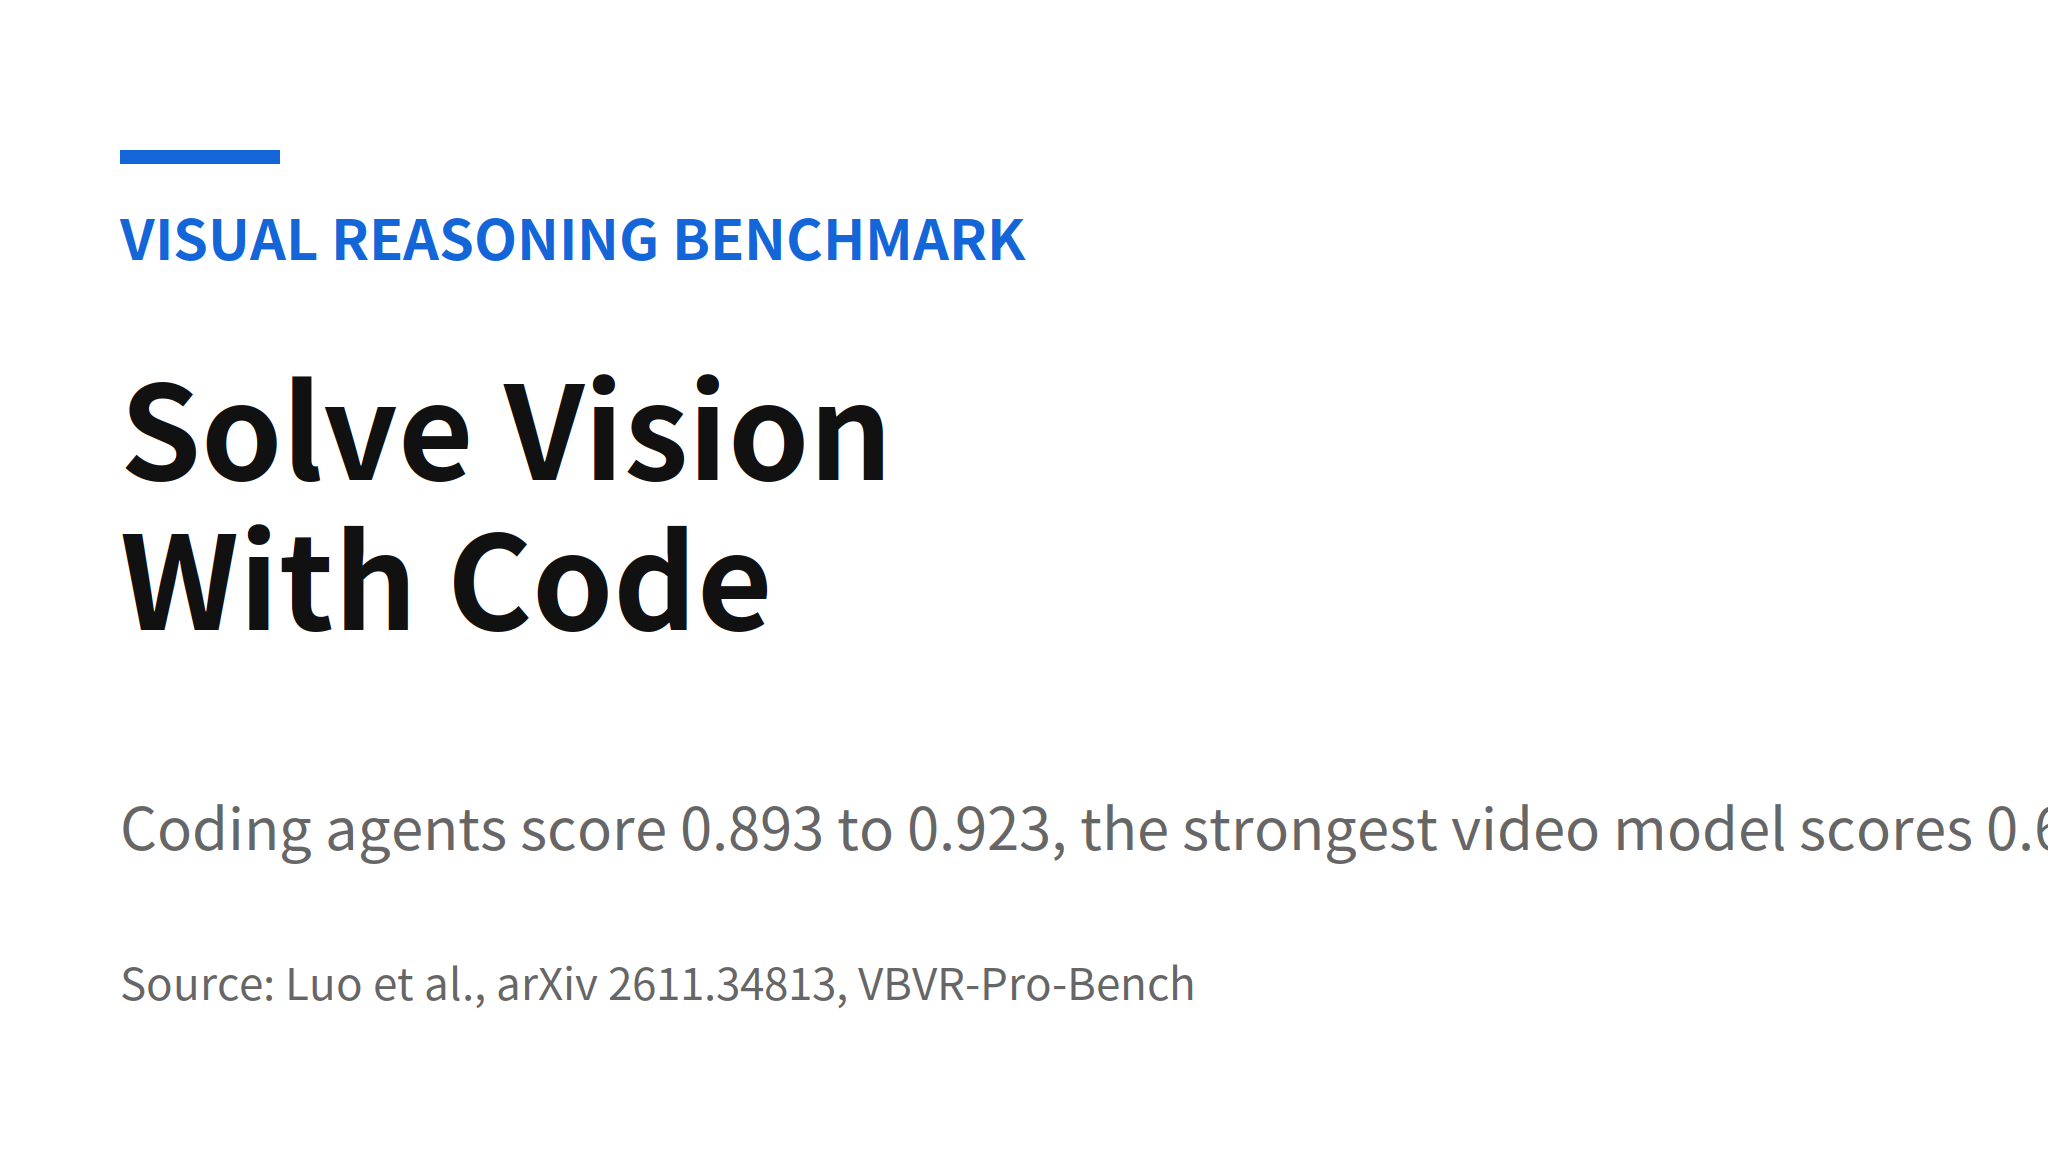 VISUAL REASONING BENCHMARK
Solve Vision
With Code
Coding agents score 0.893 to 0.923, the strongest video model scores
Source: Luo et al., arXiv 2611.34813, VBVR-Pro-Bench